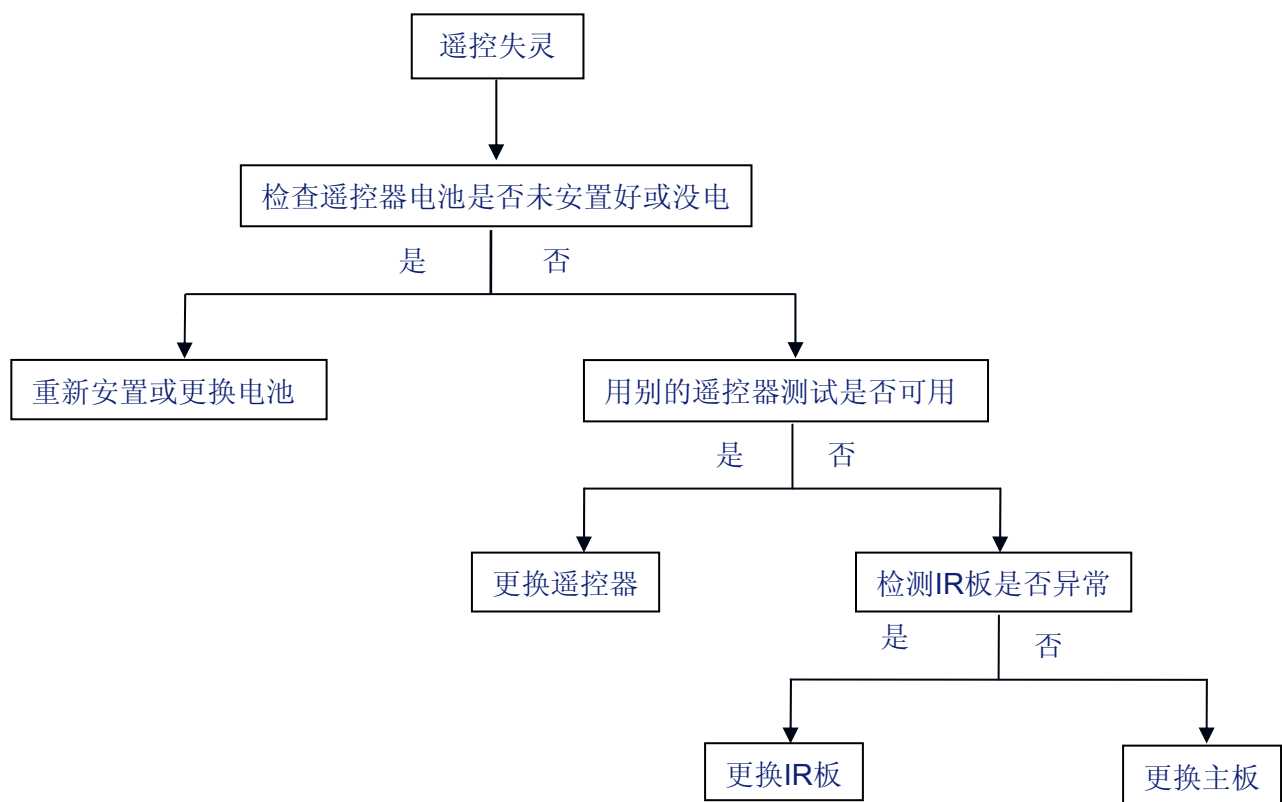 遥控失灵
检查遥控器电池是否未安置好或没电
是 否
重新安置或更换电池
用别的遥控器测试是否可用
是 否
更换遥控器
检测IR板是否异常
是 否
更换IR板
更换主板